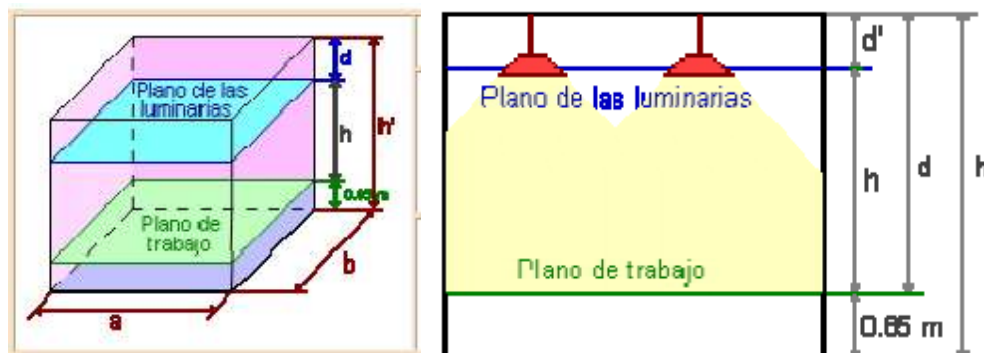 d
Plano de las
luminarias
h
h'
Plano de
trabajo
b
a
d'
Plano de las luminarias
h
d
h
Plano de trabajo
0.85 m